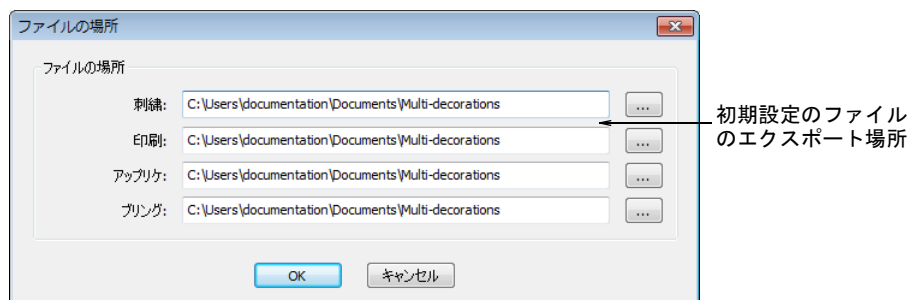 ファイルの場所
ファイルの場所
刺繍: C:\Users\documentation\Documents\Multi-decorations ...
印刷: C:\Users\documentation\Documents\Multi-decorations ...
アップリケ: C:\Users\documentation\Documents\Multi-decorations ...
ブリング: C:\Users\documentation\Documents\Multi-decorations ...
初期設定のファイル
のエクスポート場所
OK キャンセル